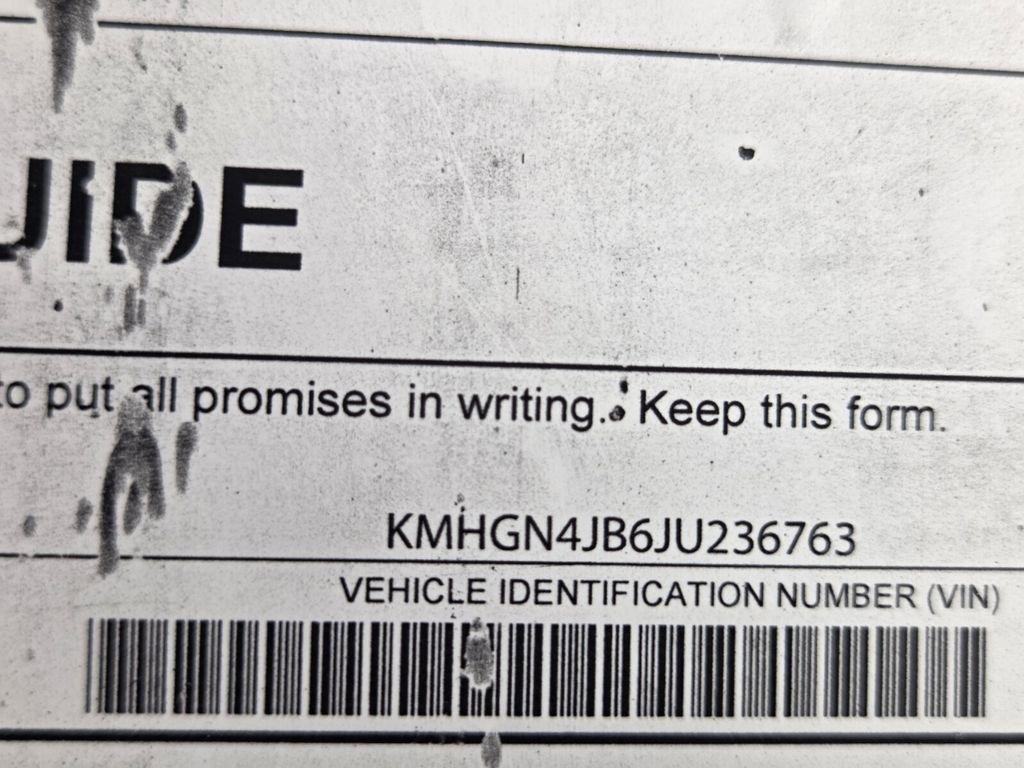 UIDE
to put all promises in writing. Keep this form.
KMHGN4JB6JU236763
VEHICLE IDENTIFICATION NUMBER (VIN)